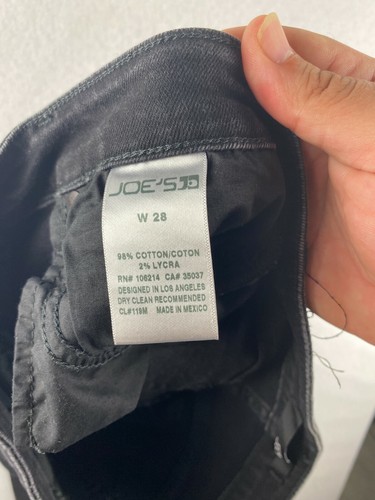 JOE'S JD
W 28
98% COTTON/COTON
2% LYCRA
RN# 106214 CA# 35037
DESIGNED IN LOS ANGELES
DRY CLEAN RECOMMENDED
CL#119M MADE IN MEXICO